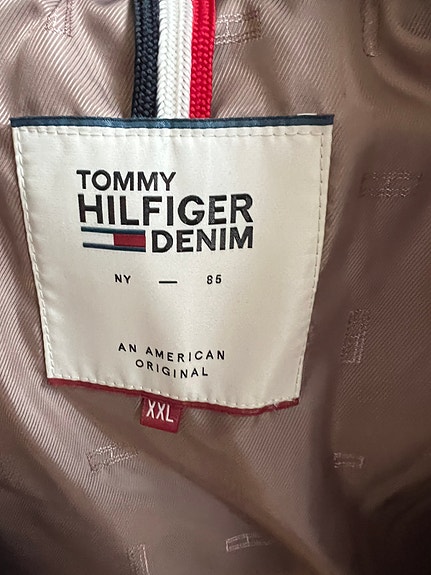 TOMMY
HILFIGER
DENIM
NY — 85
AN AMERICAN
ORIGINAL
XXL